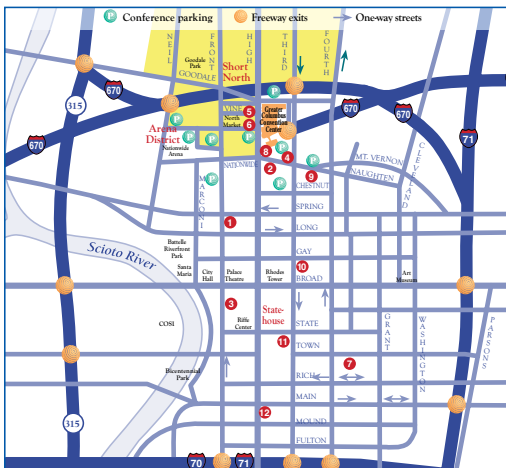 P Conference parking
Freeway exits
Oneway streets
NEIL
FRONT
HIGH
THIRD
FOURTH
Goodale
Park
GOODALE
Short
North
670
315
P
VINE
5
North
Market
6
P
Greater
Columbus
Convention
Center
670
670
71
Arena
District
P
P
P
670
Nationwide
Arena
8
P
4
P
MT. VERNON
CLEVELAND
NATIONWIDE
2
9
NAUGHTEN
MARCONI
P
P
CHESTNUT
SPRING
1
LONG
Scioto River
Battelle
Riverfront
Park
GAY
Santa
Maria
City
Hall
Palace
Theatre
Rhodes
Tower
10
BROAD
Art
Museum
3
State-
house
COSI
Riffe
Center
STATE
GRANT
WASHINGTON
PARSONS
11
TOWN
7
Bicentennial
Park
RICH
MAIN
12
315
MOUND
FULTON
70
71